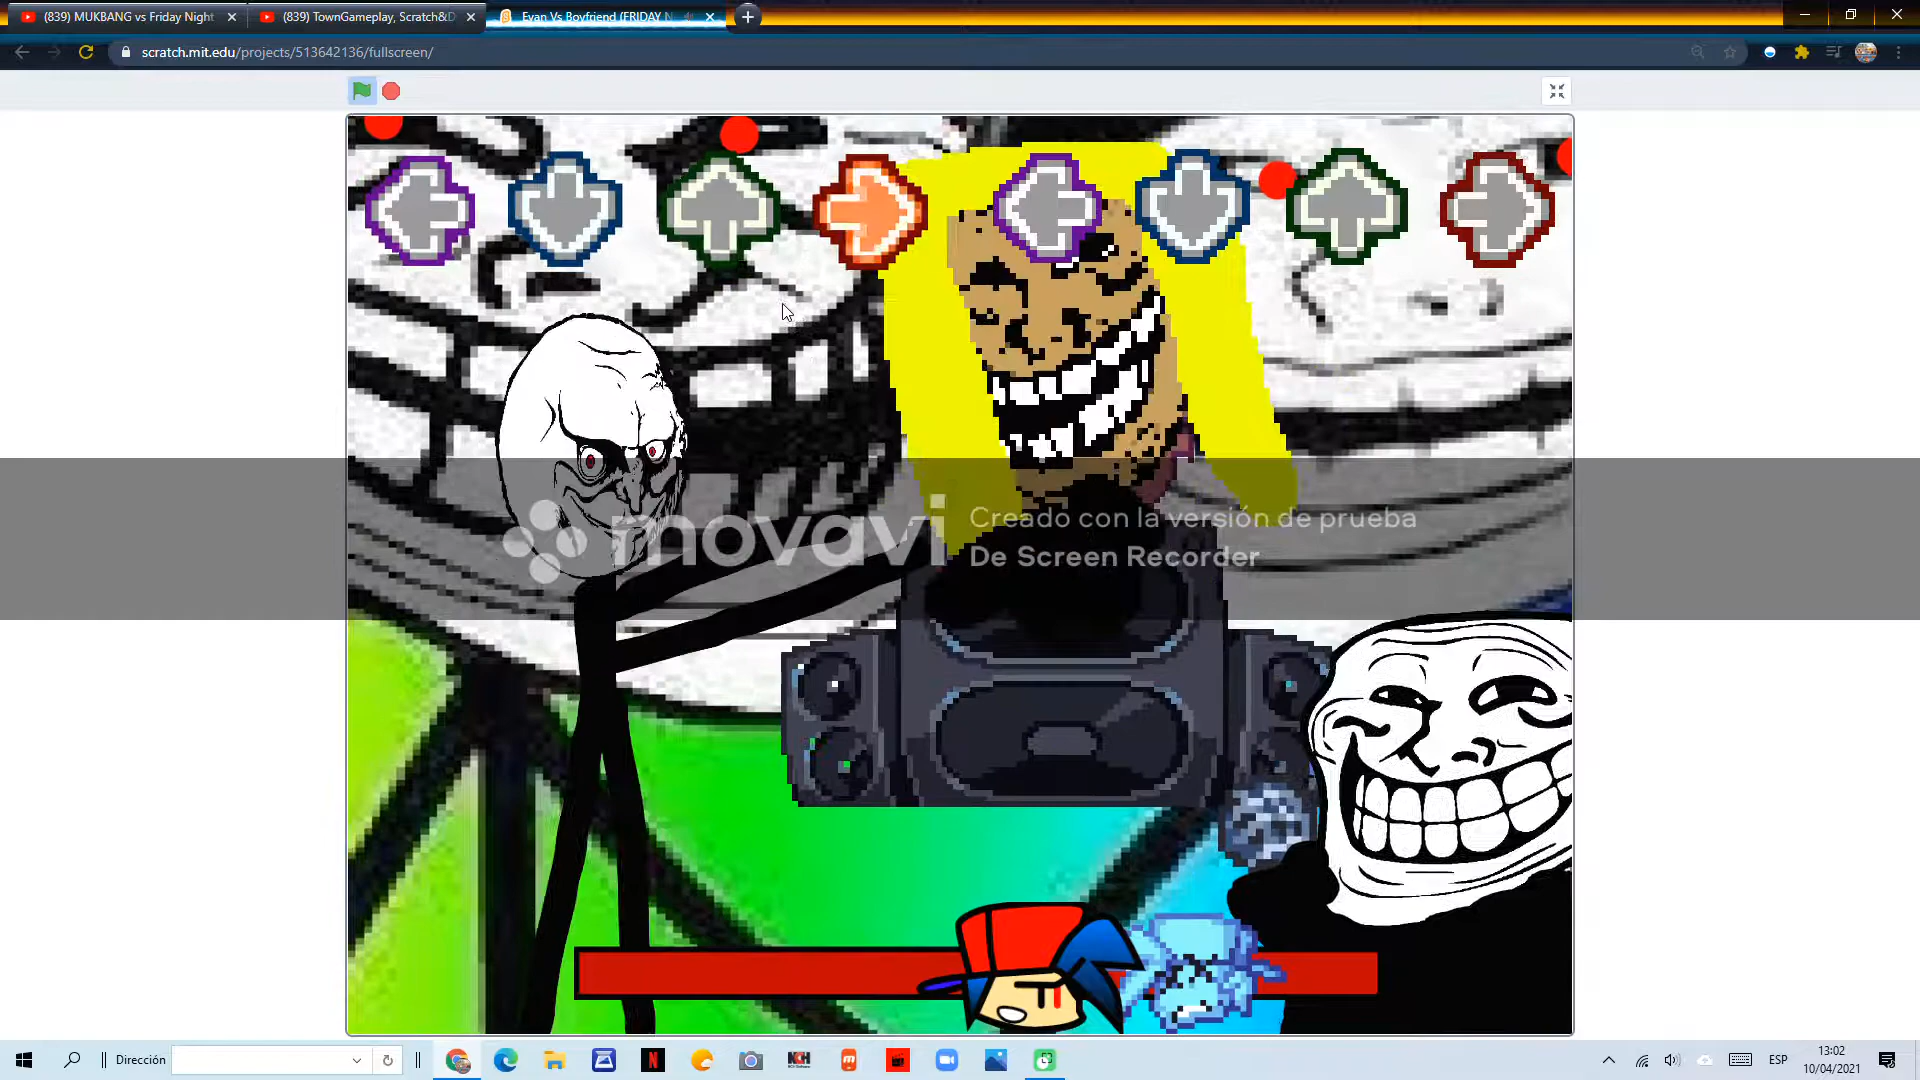 (839) MUKBANG vs Friday Night
(839) TownGameplay, Scratch&D
Evan Vs Boyfriend (FRIDAY N
scratch.mit.edu/projects/513642136/fullscreen/
movavi
Creado con la versión de prueba
De Screen Recorder
Dirección
ESP
13:02
10/04/2021